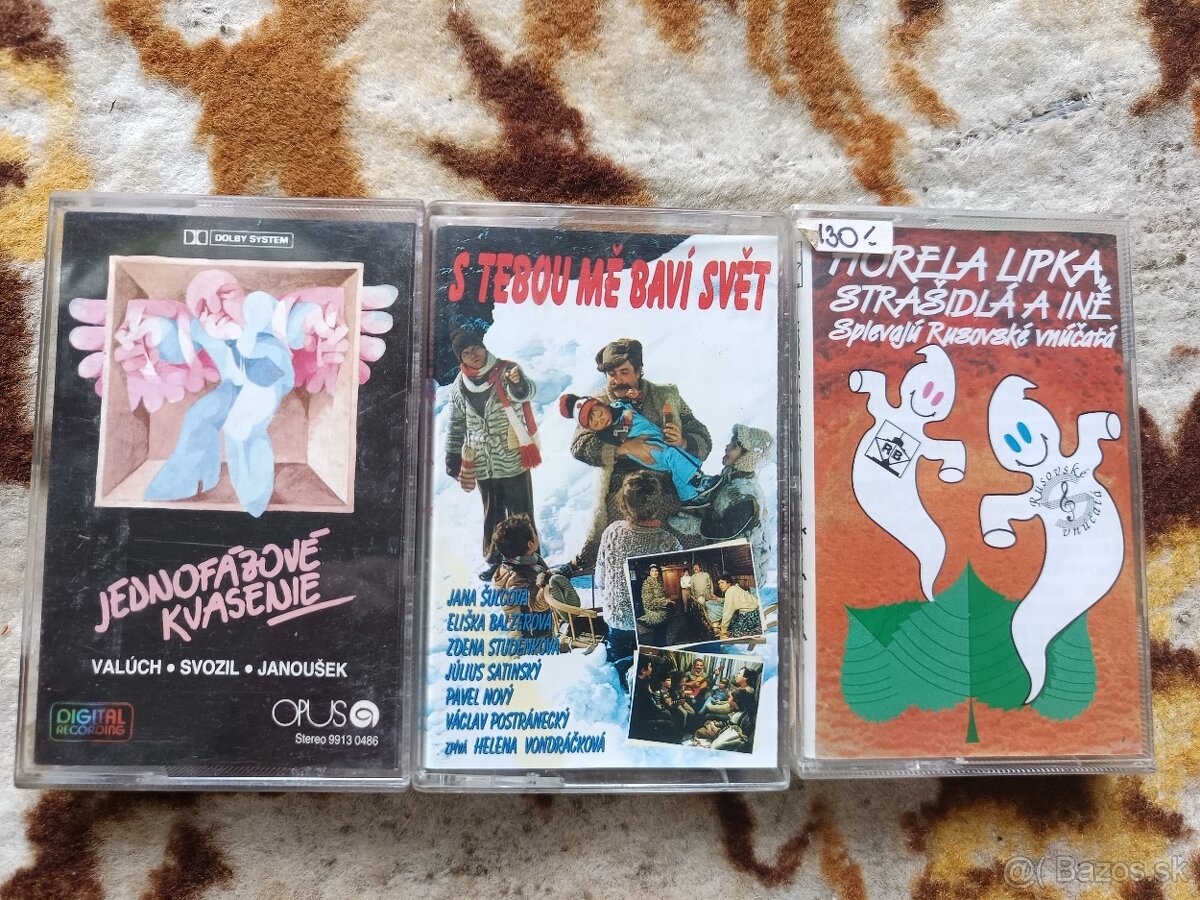 DOLBY SYSTEM
JEDNOFÁZOVÉ
KVASENIE
VALÚCH • SVOZIL • JANOUŠEK
DIGITAL
RECORDING
OPUS
Stereo 9913 0486
S TEBOU MĚ BAVÍ SVĚT
JANA ŠULCOVÁ
ELIŠKA BALZEROVÁ
ZDENA STUDENKOVÁ
JÚLIUS SATINSKÝ
PAVEL NOVÝ
VÁCLAV POSTRÁNECKÝ
ZPÍVÁ HELENA VONDRÁČKOVÁ
130
HORELA LIPKA,
STRAŠIDLÁ A INÉ
Spievajú Rusovské vnúčatá
RB
Rusovské
vnúčatá
Bazos.sk